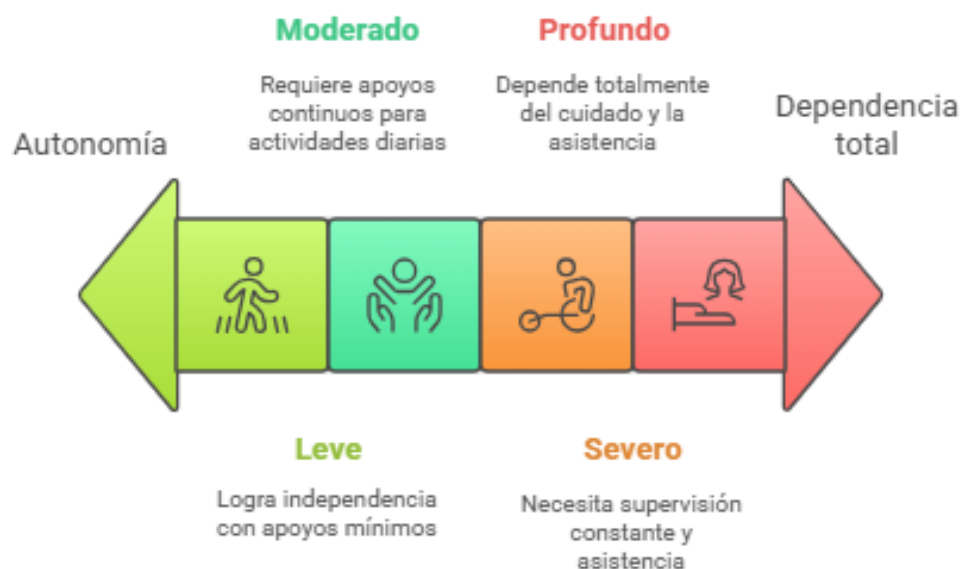 Moderado
Requiere apoyos
continuos para
actividades diarias
Profundo
Depende totalmente
del cuidado y la
asistencia
Autonomía
Dependencia
total
Leve
Logra independencia
con apoyos mínimos
Severo
Necesita supervisión
constante y
asistencia